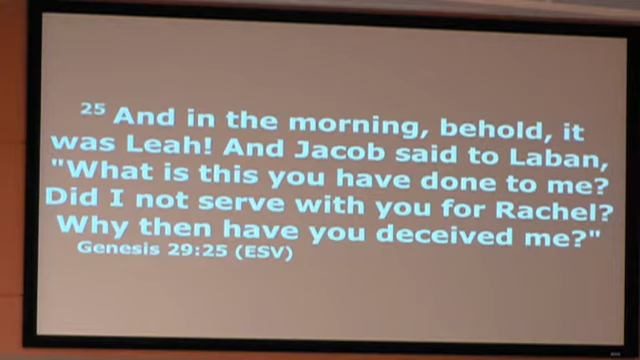 25 And in the morning, behold, it
was Leah! And Jacob said to Laban,
"What is this you have done to me?
Did I not serve with you for Rachel?
Why then have you deceived me?"
Genesis 29:25 (ESV)